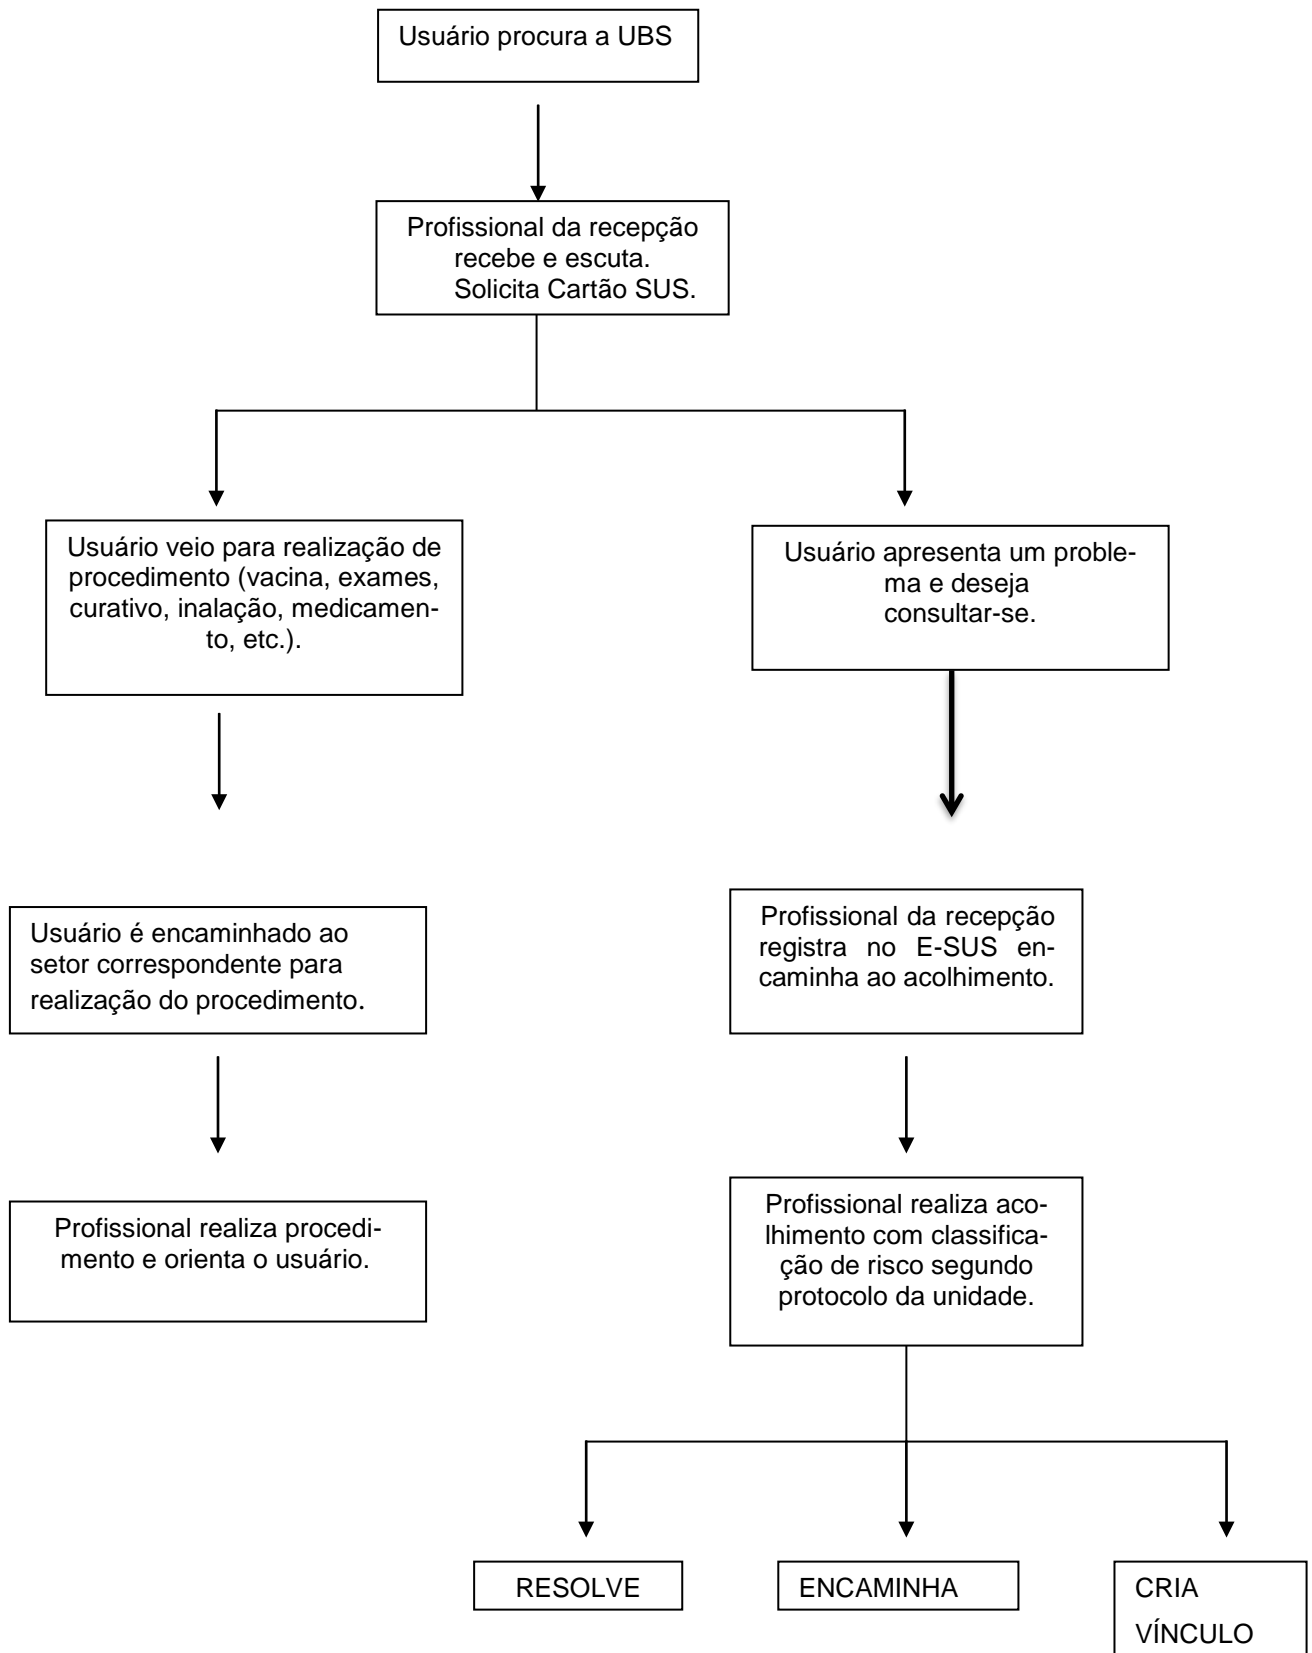 Usuário procura a UBS
Profissional da recepção
recebe e escuta.
Solicita Cartão SUS.
Usuário veio para realização de
procedimento (vacina, exames,
curativo, inalação, medicamen-
to, etc.).
Usuário apresenta um proble-
ma e deseja
consultar-se.
Usuário é encaminhado ao
setor correspondente para
realização do procedimento.
Profissional da recepção
registra no E-SUS en-
caminha ao acolhimento.
Profissional realiza procedi-
mento e orienta o usuário.
Profissional realiza aco-
lhimento com classifica-
ção de risco segundo
protocolo da unidade.
RESOLVE
ENCAMINHA
CRIA
VÍNCULO